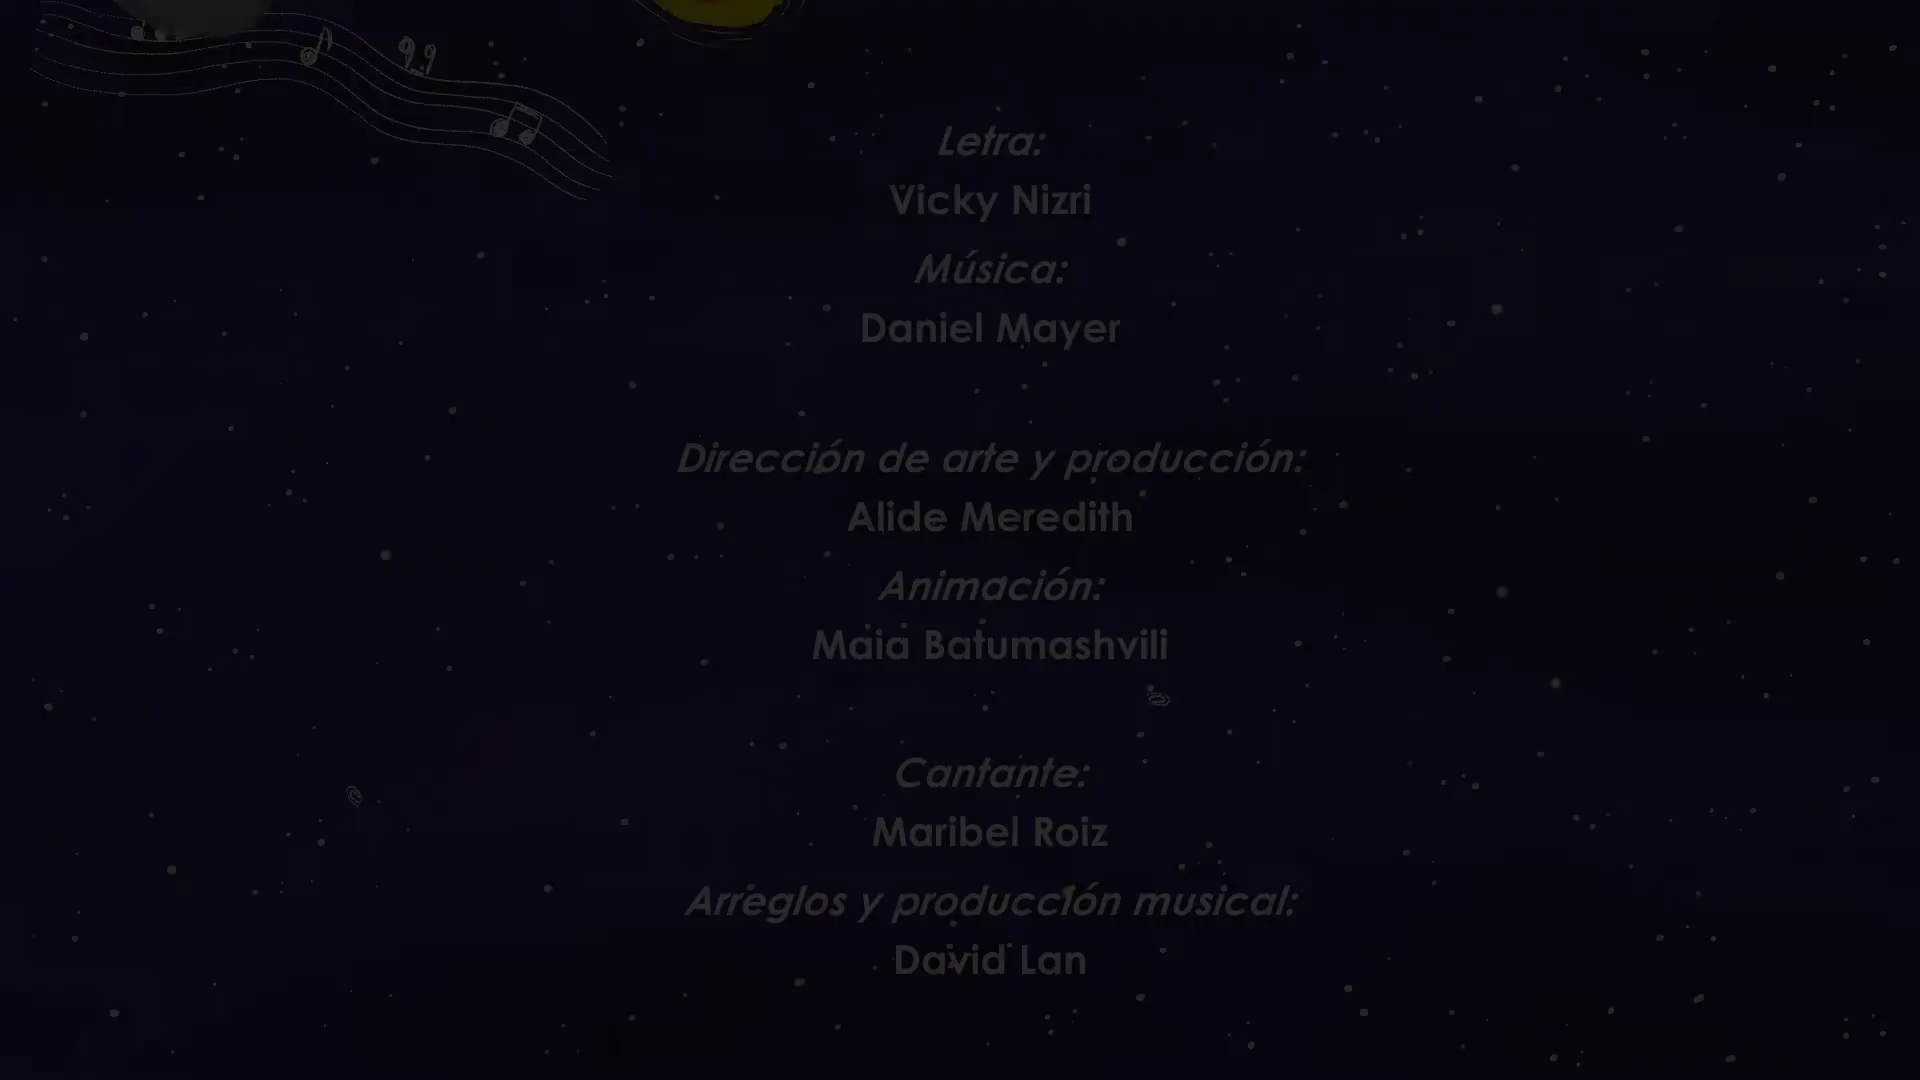 Letra:
Vicky Nizri
Música:
Daniel Mayer
Dirección de arte y producción:
Alide Meredith
Animación:
Maia Batumashvili
Cantante:
Maribel Roiz
Arreglos y producción musical:
David Lan